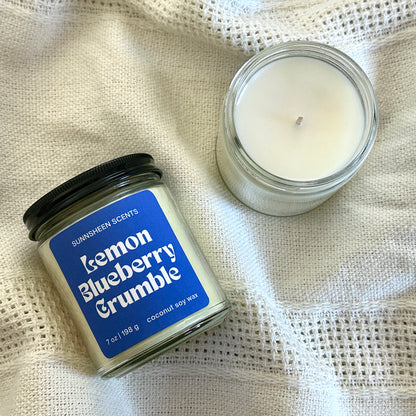 SUNNSHEEN SCENTS
Lemon
Blueberry
Crumble
7 oz | 198 g   coconut soy wax